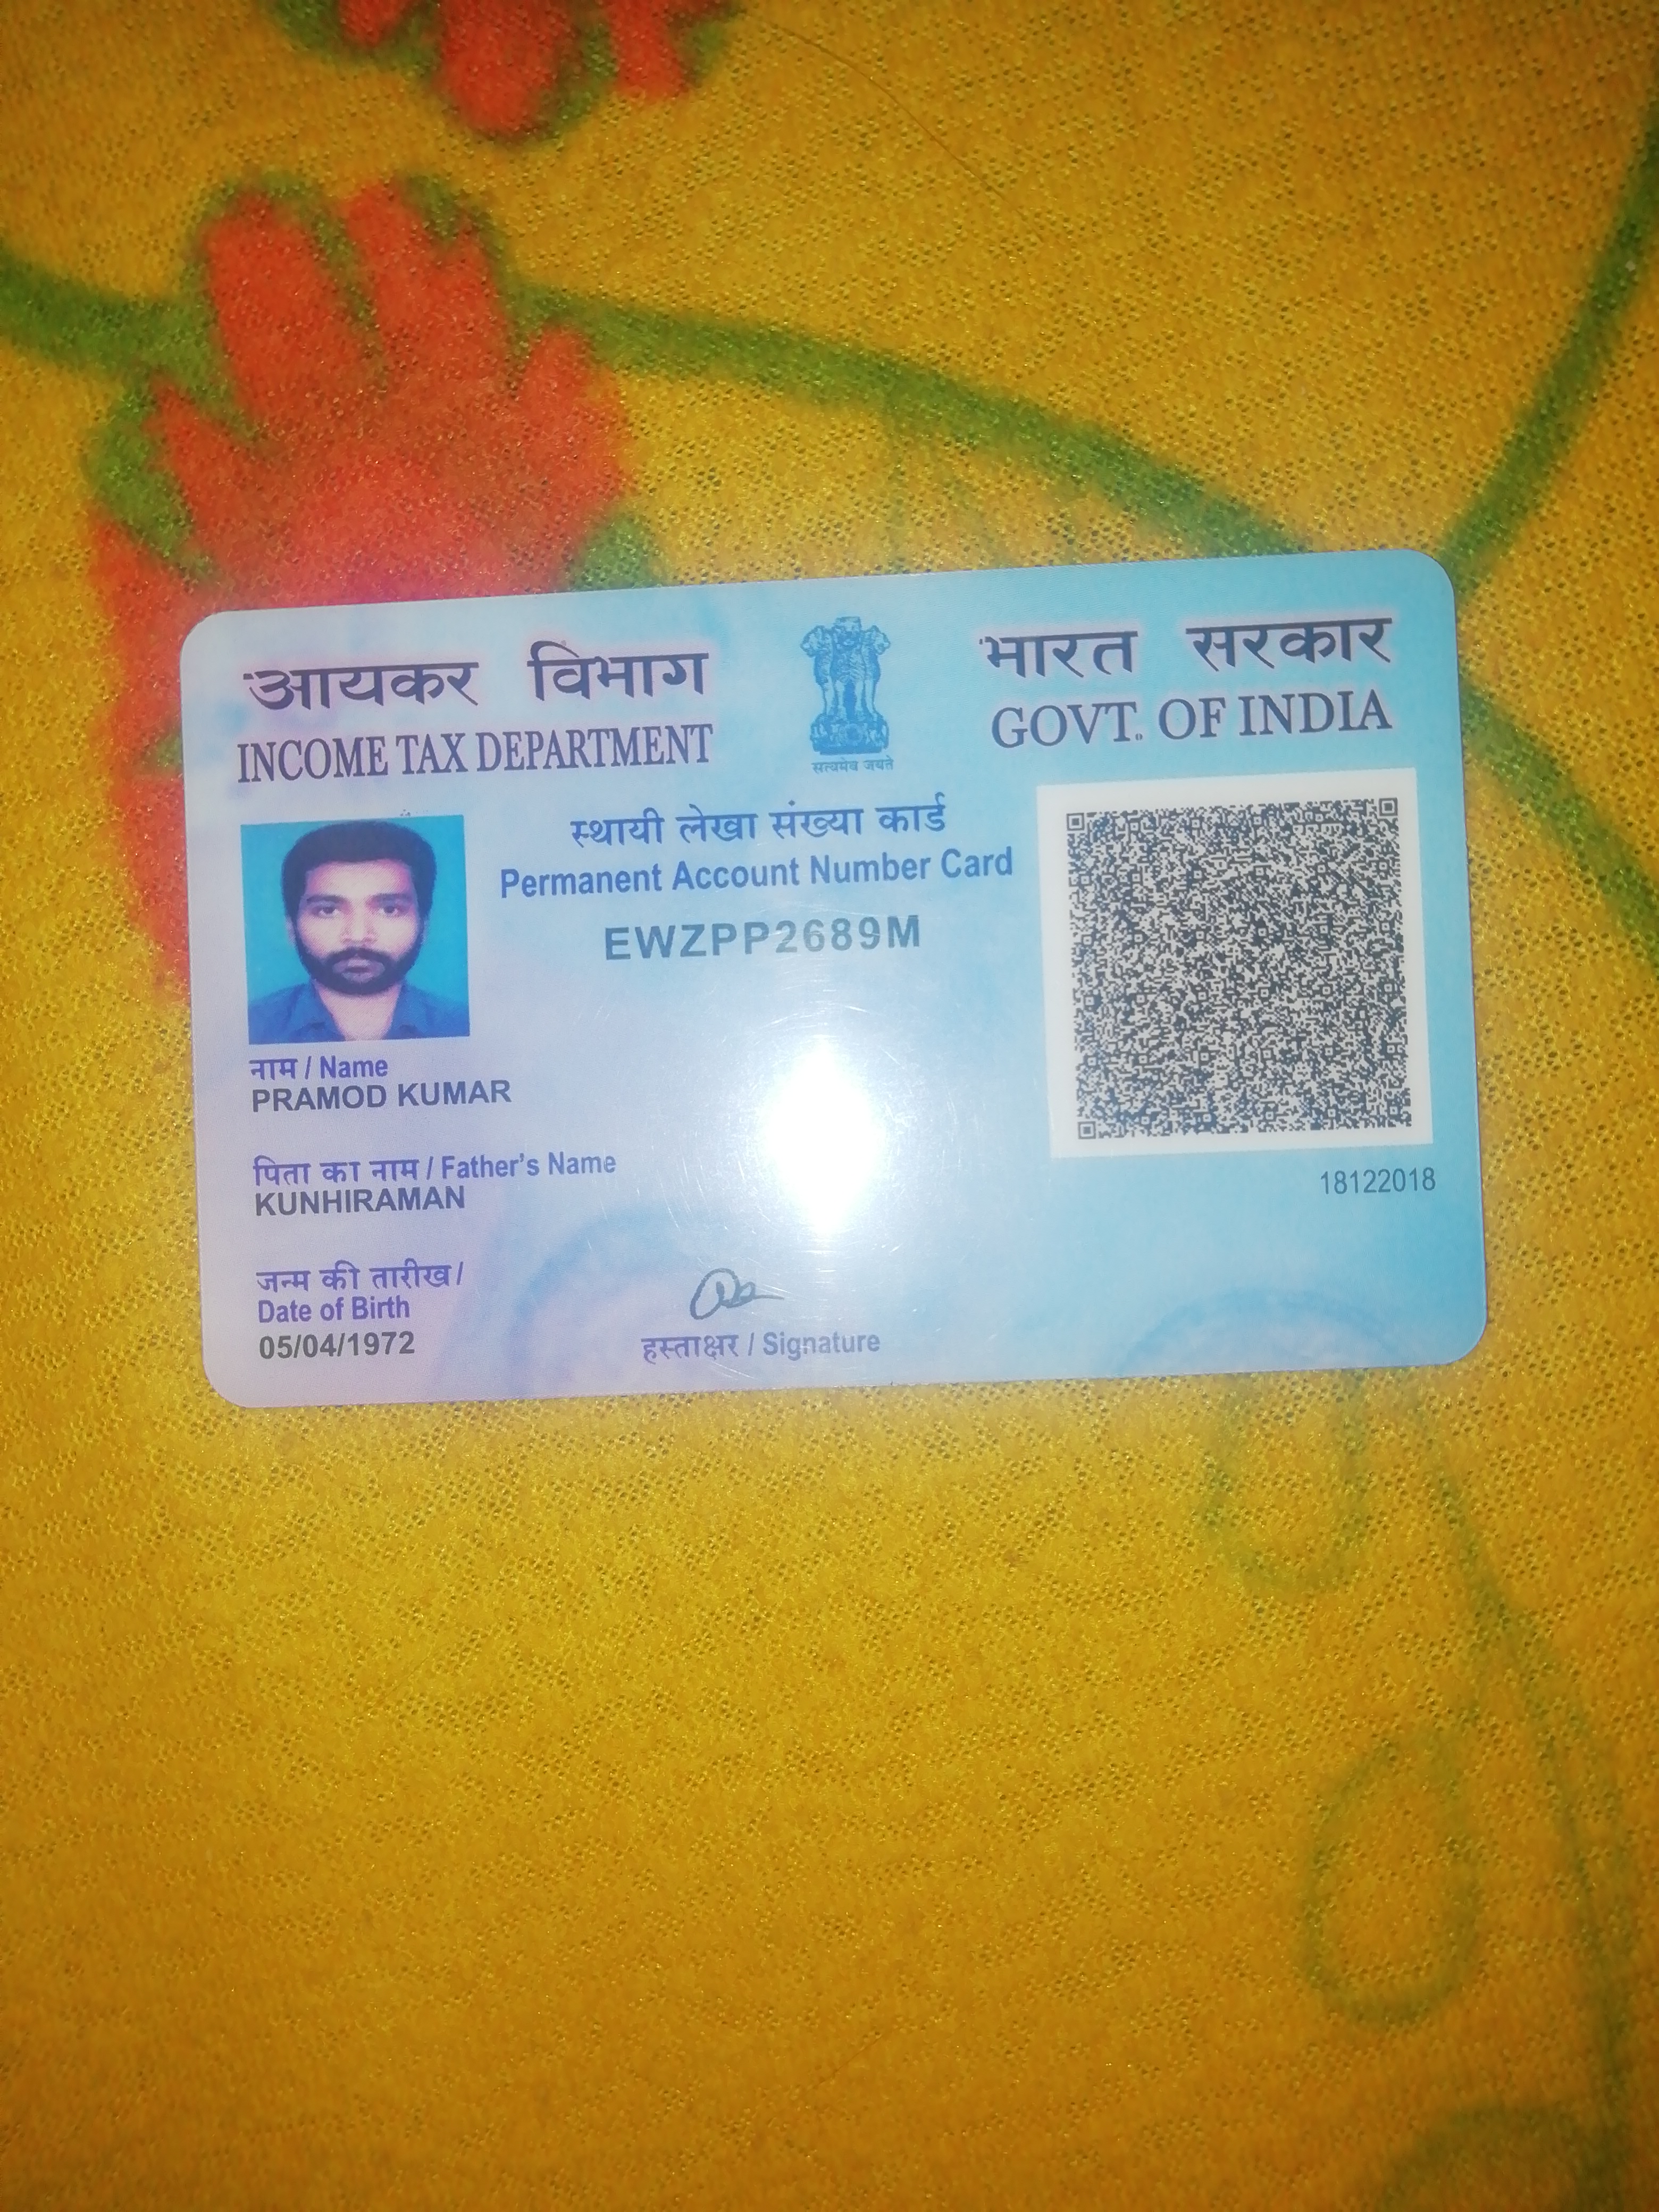 आयकर विभाग
INCOME TAX DEPARTMENT
सत्यमेव जयते
भारत सरकार
GOVT. OF INDIA
स्थायी लेखा संख्या कार्ड
Permanent Account Number Card
EWZPP2689M
नाम / Name
PRAMOD KUMAR
पिता का नाम / Father's Name
KUNHIRAMAN
जन्म की तारीख /
Date of Birth
05/04/1972
हस्ताक्षर / Signature
18122018